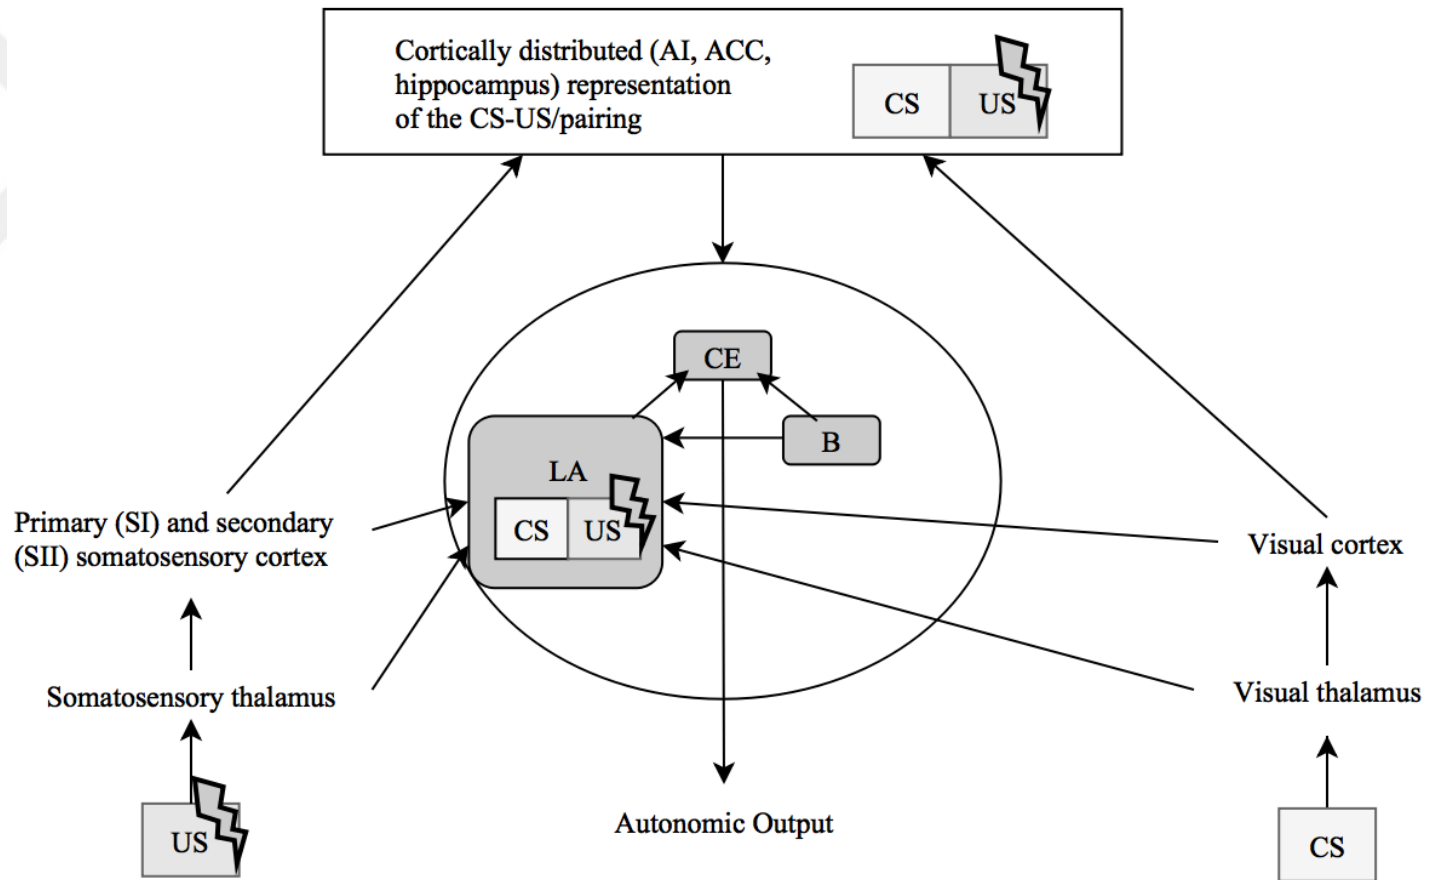 Cortically distributed (AI, ACC,
hippocampus) representation
of the CS-US/pairing
CS
US
CE
B
LA
CS
US
Primary (SI) and secondary
(SII) somatosensory cortex
Visual cortex
Somatosensory thalamus
Visual thalamus
US
Autonomic Output
CS